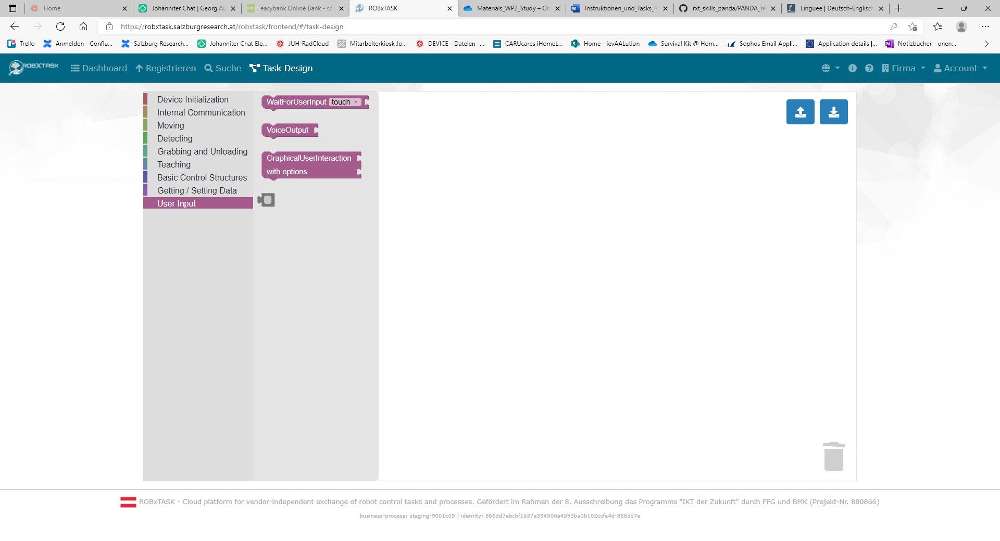 Home
Johanniter Chat | Georg Au
easybank Online Bank - sc
ROBxTASK
Materials_WP2_Study – On
Instruktionen_und_Tasks_R
rxt_skills_panda/PANDA_re
Linguee | Deutsch-Englisch
https://robxtask.salzburgresearch.at/robxtask/frontend/#/task-design
Trello
Anmelden - Conflu...
Salzburg Research...
Johanniter Chat Ele...
JUH-RadCloud
Mitarbeiterkiosk Jo...
DEVICE - Dateien -...
CARUcares iHomeL...
Home - ievAALution
Survival Kit @ Hom...
Sophos Email Appli...
Application details |...
Notizbücher - onen...
ROBXTASK
Dashboard
Registrieren
Suche
Task Design
Firma
Account
Device Initialization
Internal Communication
Moving
Detecting
Grabbing and Unloading
Teaching
Basic Control Structures
Getting / Setting Data
User Input
WaitForUserInput touch
VoiceOutput
GraphicalUserInteraction
with options
ROBxTASK - Cloud platform for vendor-independent exchange of robot control tasks and processes. Gefördert im Rahmen der 8. Ausschreibung des Programms "IKT der Zukunft" durch FFG und BMK (Projekt-Nr. 880866)
business-process: staging-9001c09 | identity: 866dd7ebcbf1b37e394500a4593ba0b102ccfe4d-866dd7e